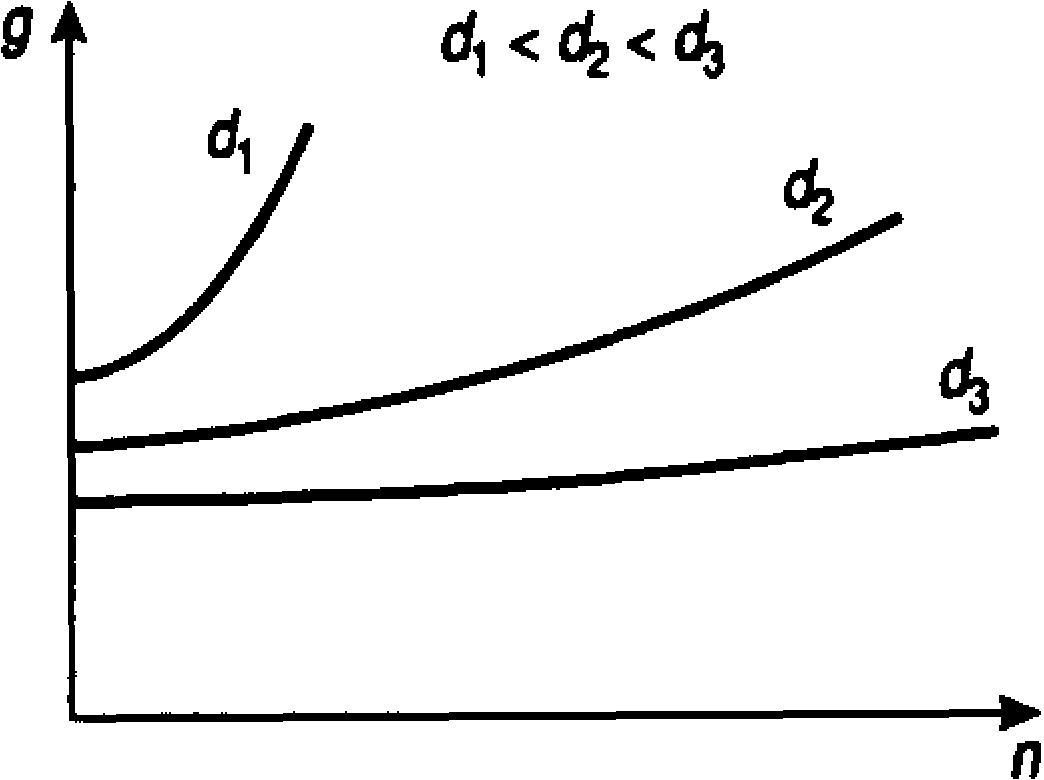 g
d₁ < d₂ < d₃
d₁
d₂
d₃
n